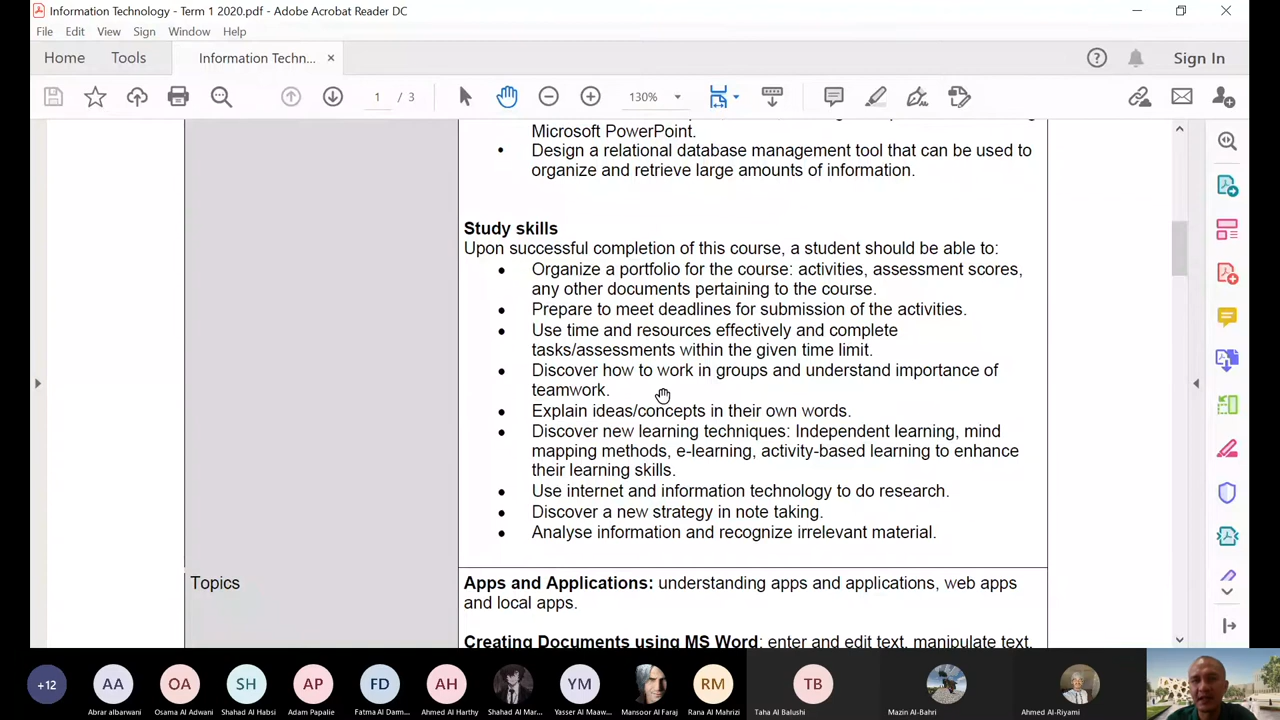 Information Technology - Term 1 2020.pdf - Adobe Acrobat Reader DC
File Edit View Sign Window Help
Home Tools Information Techn... × Sign In
1 / 3 130%
Microsoft PowerPoint.
• Design a relational database management tool that can be used to
organize and retrieve large amounts of information.
Study skills
Upon successful completion of this course, a student should be able to:
• Organize a portfolio for the course: activities, assessment scores,
any other documents pertaining to the course.
• Prepare to meet deadlines for submission of the activities.
• Use time and resources effectively and complete
tasks/assessments within the given time limit.
• Discover how to work in groups and understand importance of
teamwork.
• Explain ideas/concepts in their own words.
• Discover new learning techniques: Independent learning, mind
mapping methods, e-learning, activity-based learning to enhance
their learning skills.
• Use internet and information technology to do research.
• Discover a new strategy in note taking.
• Analyse information and recognize irrelevant material.
Topics
Apps and Applications: understanding apps and applications, web apps
and local apps.
Creating Documents using MS Word: enter and edit text, manipulate text,
+12 AA OA SH AP FD AH YM RM TB
Abrar albarwani Osama Al Adwani Shahad Al Habsi Adam Papalie Fatma Al Darm... Ahmed Al Harthy Shahad Al Mar... Yasser Al Maaw... Mansoor Al Faraj Rana Al Mahrizi Taha Al Balushi Mazin Al-Bahri Ahmed Al-Riyami